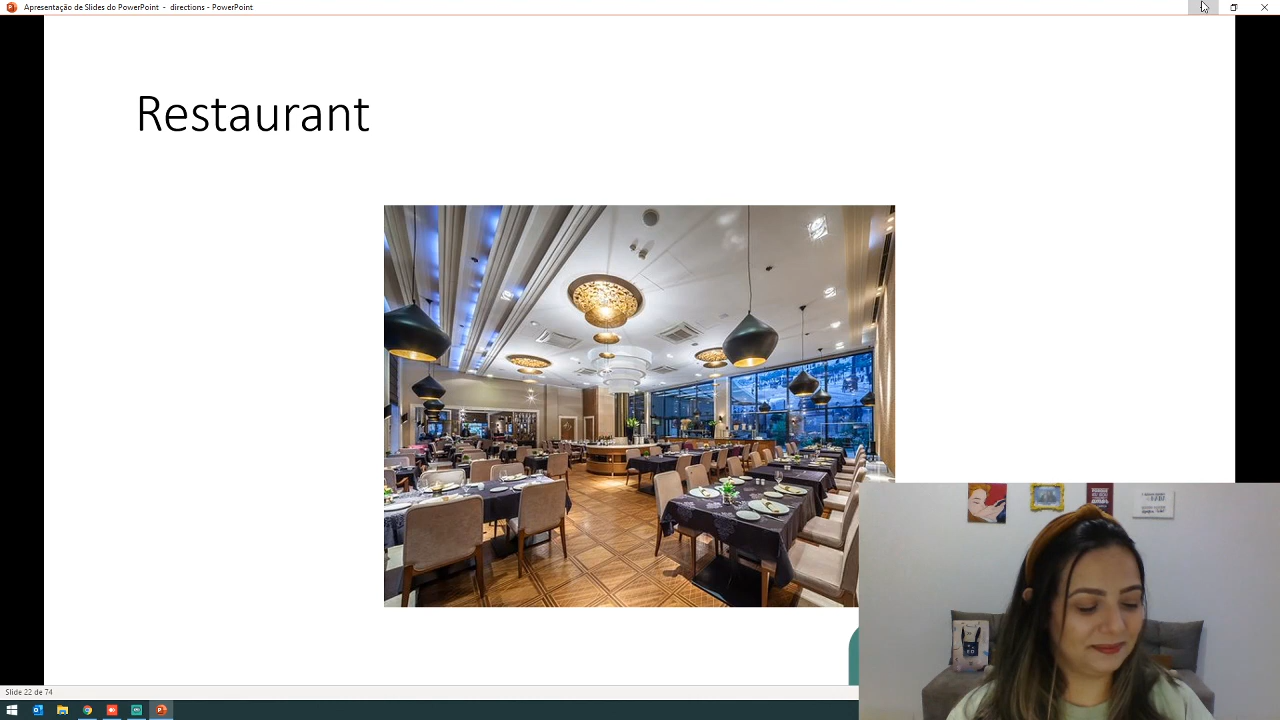 Apresentação de Slides do PowerPoint - directions - PowerPoint
Restaurant
Slide 22 de 74